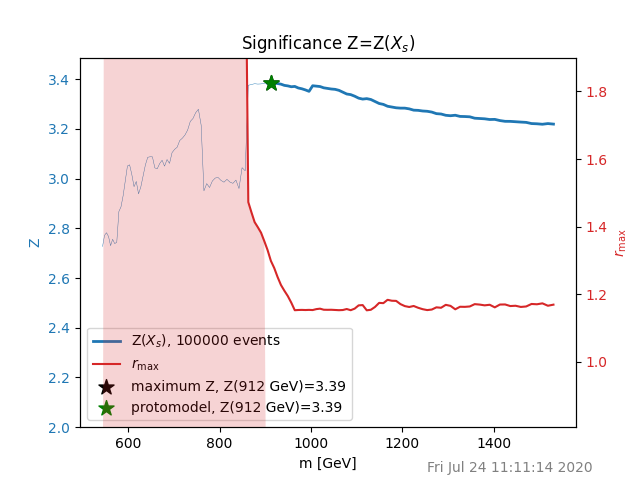 Significance Z=Z(Xₛ)
3.4
3.2
3.0
2.8
2.6
2.4
2.2
2.0
Z
1.8
1.6
1.4
1.2
1.0
r_max
Z(Xₛ), 100000 events
r_max
maximum Z, Z(912 GeV)=3.39
protomodel, Z(912 GeV)=3.39
600 800 1000 1200 1400
m [GeV]
Fri Jul 24 11:11:14 2020